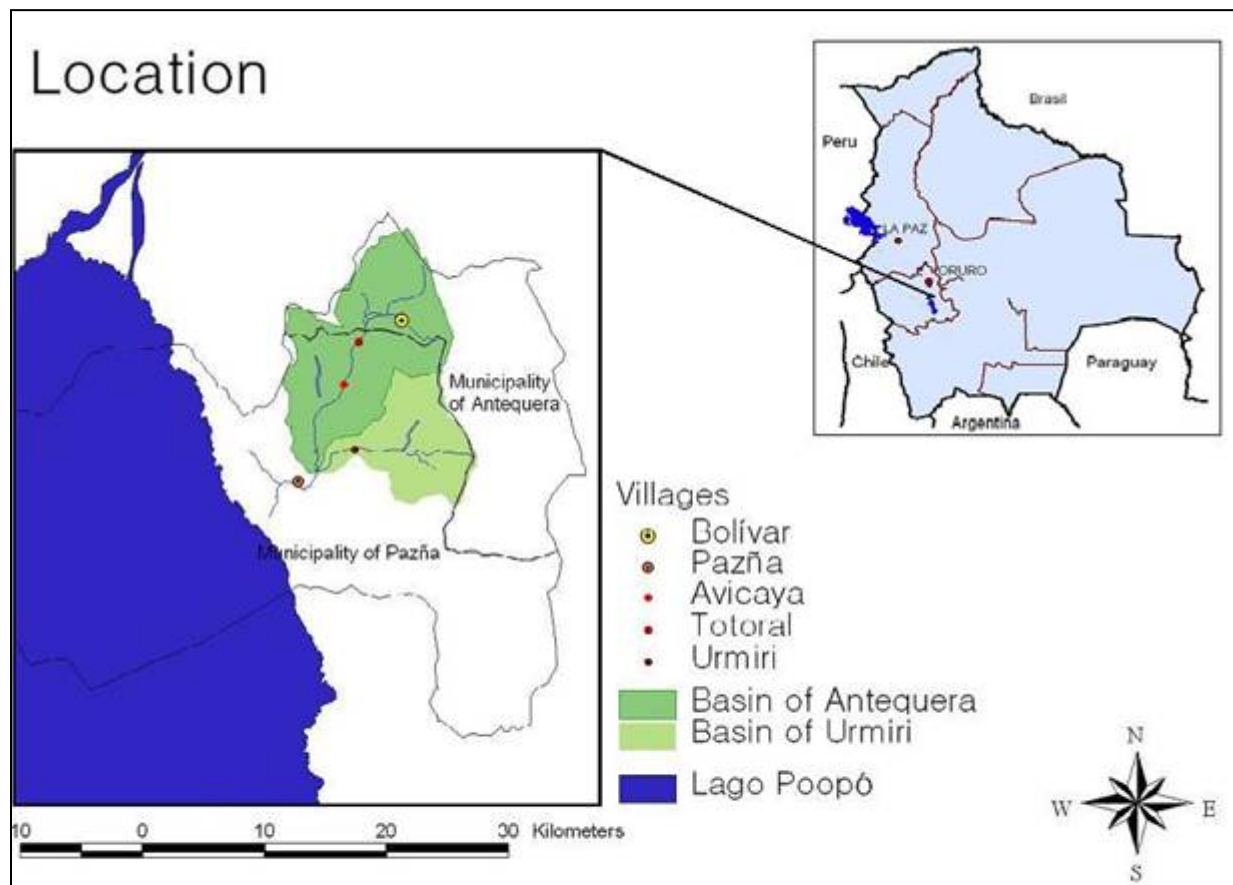 Location
Brasil
Peru
LA PAZ
ORURO
Chile
Paraguay
Argentina
Municipality
of Antequera
Municipality of Pazña
Villages
Bolívar
Pazña
Avicaya
Totoral
Urmiri
Basin of Antequera
Basin of Urmiri
Lago Poopó
10 0 10 20 30 Kilometers
N
W E
S